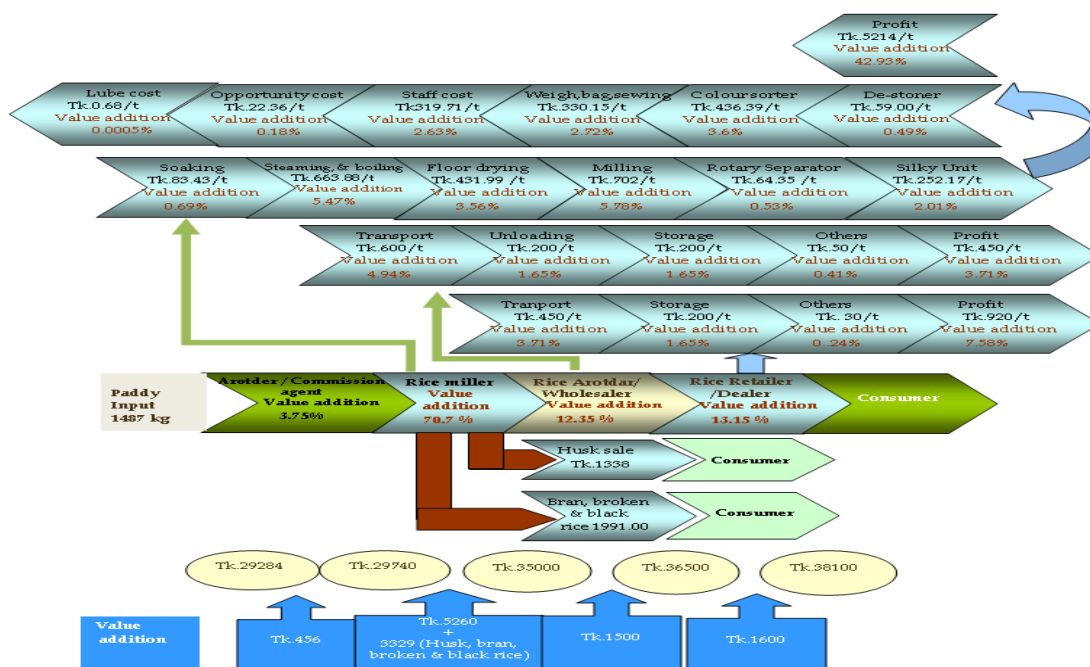 Profit
Tk.5214/t
Value addition
42.93%
Lube cost
Tk.0.68/t
Value addition
0.0005%
Opportunity cost
Tk.22.36/t
Value addition
0.18%
Staff cost
Tk319.71/t
Value addition
2.63%
Weigh,bag,sewing
Tk.330.15/t
Value addition
2.72%
Colour sorter
Tk.436.39/t
Value addition
3.6%
De-stoner
Tk.59.00/t
Value addition
0.49%
Soaking
Tk.83.43/t
Value addition
0.69%
Steaming,& boiling
Tk.663.88/t
Value addition
5.47%
Floor drying
Tk.431.99 /t
Value addition
3.56%
Milling
Tk.702/t
Value addition
5.78%
Rotary Separator
Tk.64.35/t
Value addition
0.53%
Silky Unit
Tk.252.17/t
Value addition
2.01%
Transport
Tk.600/t
Value addition
4.94%
Unloading
Tk.200/t
Value addition
1.65%
Storage
Tk.200/t
Value addition
1.65%
Others
Tk.50/t
Value addition
0.41%
Profit
Tk.450/t
Value addition
3.71%
Tranport
Tk.450/t
Value addition
3.71%
Storage
Tk.200/t
Value addition
1.65%
Others
Tk. 30/t
Value addition
0..24%
Profit
Tk.920/t
Value addition
7.58%
Paddy
Input
1487 kg
Arotder / Commission
agent
Value addition
3.75%
Rice miller
Value
addition
70.7 %
Rice Arotdar/
Wholesaler
Value addition
12.35 %
Rice Retailer
/Dealer
Value addition
13.15 %
Consumer
Husk sale
Tk.1338
Consumer
Bran, broken
& black
rice 1991.00
Consumer
Tk.29284
Tk.29740
Tk.35000
Tk.36500
Tk.38100
Value
addition
Tk.456
Tk.5260
+
3329 (Husk, bran,
broken & black rice)
Tk.1500
Tk.1600